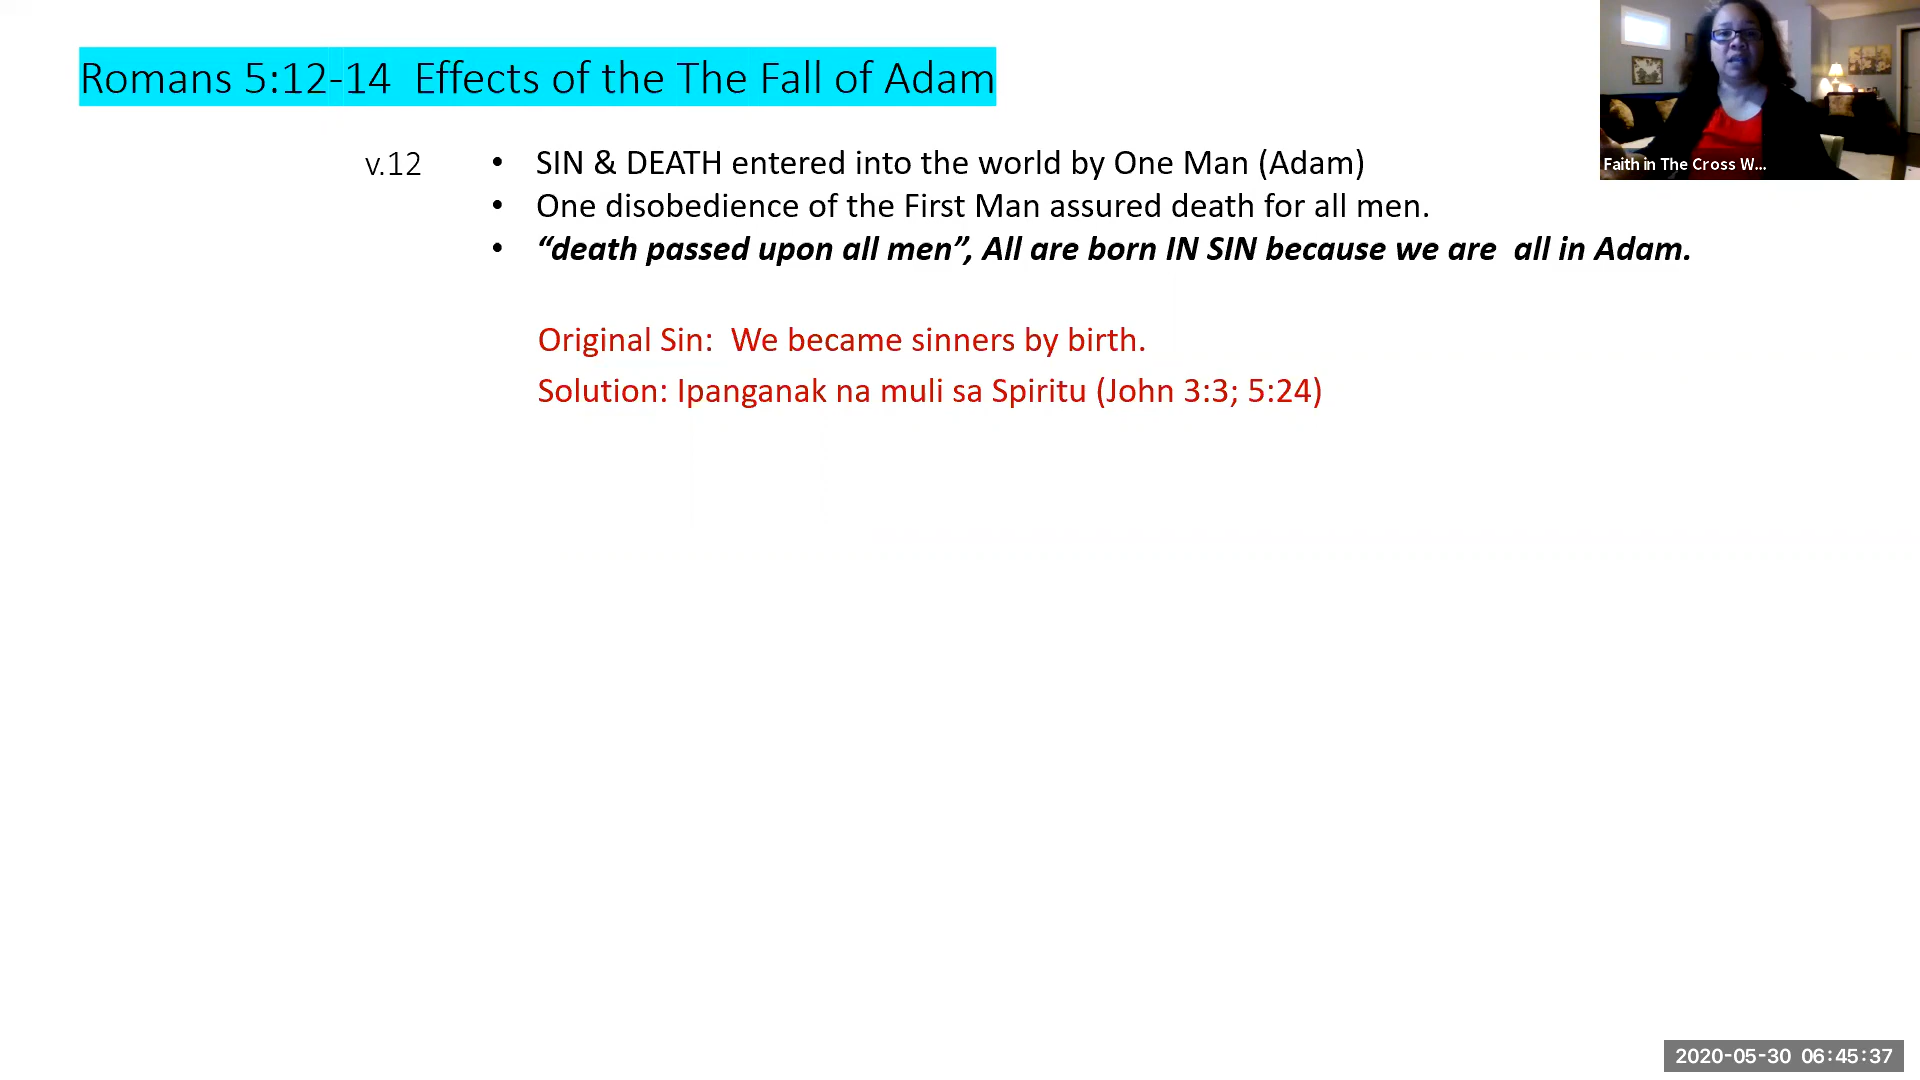 Romans 5:12-14  Effects of the The Fall of Adam
v.12
• SIN & DEATH entered into the world by One Man (Adam)
• One disobedience of the First Man assured death for all men.
• “death passed upon all men”, All are born IN SIN because we are  all in Adam.
Original Sin:  We became sinners by birth.
Solution: Ipanganak na muli sa Spiritu (John 3:3; 5:24)
Faith in The Cross W...
2020-05-30 06:45:37